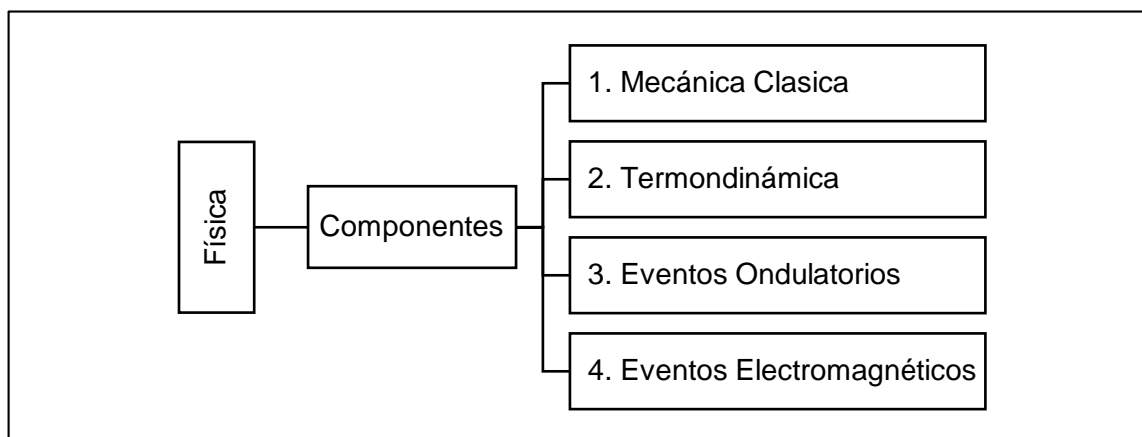 Física
Componentes
1. Mecánica Clasica
2. Termondinámica
3. Eventos Ondulatorios
4. Eventos Electromagnéticos